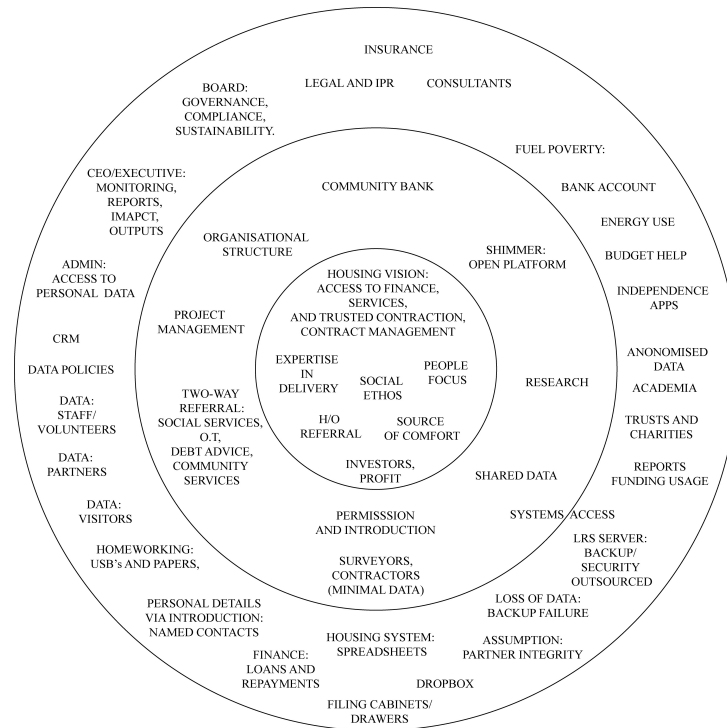 INSURANCE
LEGAL AND IPR
CONSULTANTS
BOARD:
GOVERNANCE,
COMPLIANCE,
SUSTAINABILITY.
FUEL POVERTY:
CEO/EXECUTIVE:
MONITORING,
REPORTS,
IMAPCT,
OUTPUTS
COMMUNITY BANK
BANK ACCOUNT
ENERGY USE
ORGANISATIONAL
STRUCTURE
SHIMMER:
OPEN PLATFORM
BUDGET HELP
ADMIN:
ACCESS TO
PERSONAL DATA
HOUSING VISION:
ACCESS TO FINANCE,
SERVICES,
AND TRUSTED CONTRACTION,
CONTRACT MANAGEMENT
INDEPENDENCE
APPS
PROJECT
MANAGEMENT
CRM
DATA POLICIES
EXPERTISE
IN
DELIVERY
SOCIAL
ETHOS
PEOPLE
FOCUS
RESEARCH
ANONOMISED
DATA
ACADEMIA
DATA:
STAFF/
VOLUNTEERS
TWO-WAY
REFERRAL:
SOCIAL SERVICES,
O.T,
DEBT ADVICE,
COMMUNITY
SERVICES
H/O
REFERRAL
SOURCE
OF COMFORT
TRUSTS AND
CHARITIES
DATA:
PARTNERS
INVESTORS,
PROFIT
SHARED DATA
REPORTS
FUNDING USAGE
DATA:
VISITORS
PERMISSSION
AND INTRODUCTION
SYSTEMS ACCESS
HOMEWORKING:
USB's AND PAPERS,
SURVEYORS,
CONTRACTORS
(MINIMAL DATA)
LRS SERVER:
BACKUP/
SECURITY
OUTSOURCED
PERSONAL DETAILS
VIA INTRODUCTION:
NAMED CONTACTS
LOSS OF DATA:
BACKUP FAILURE
HOUSING SYSTEM:
SPREADSHEETS
ASSUMPTION:
PARTNER INTEGRITY
FINANCE:
LOANS AND
REPAYMENTS
DROPBOX
FILING CABINETS/
DRAWERS